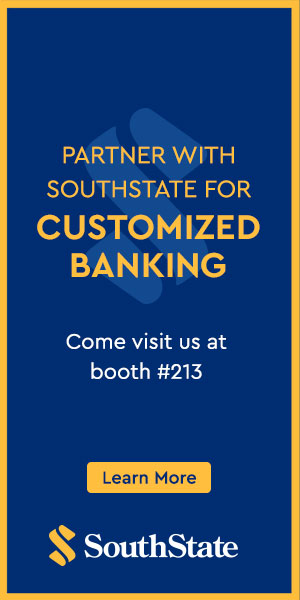 PARTNER WITH
SOUTHSTATE FOR
CUSTOMIZED
BANKING
Come visit us at
booth #213
Learn More
SouthState